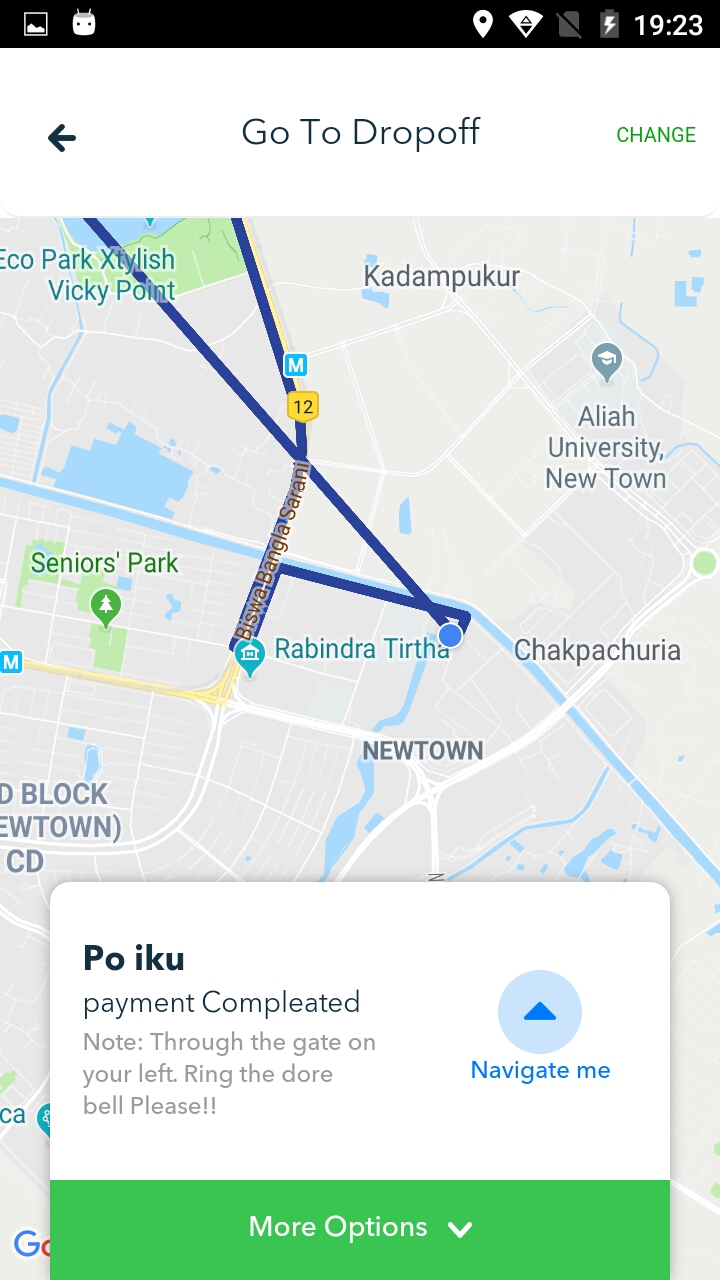 19:23
Go To Dropoff
CHANGE
Eco Park Xtylish
Vicky Point
Kadampukur
M
12
Aliah
University,
New Town
Biswa Bangla Sarani
Seniors' Park
Rabindra Tirtha
Chakpachuria
M
NEWTOWN
D BLOCK
EWTOWN)
CD
N
Po iku
payment Compleated
Note: Through the gate on
your left. Ring the dore
bell Please!!
Navigate me
ca
More Options
Go